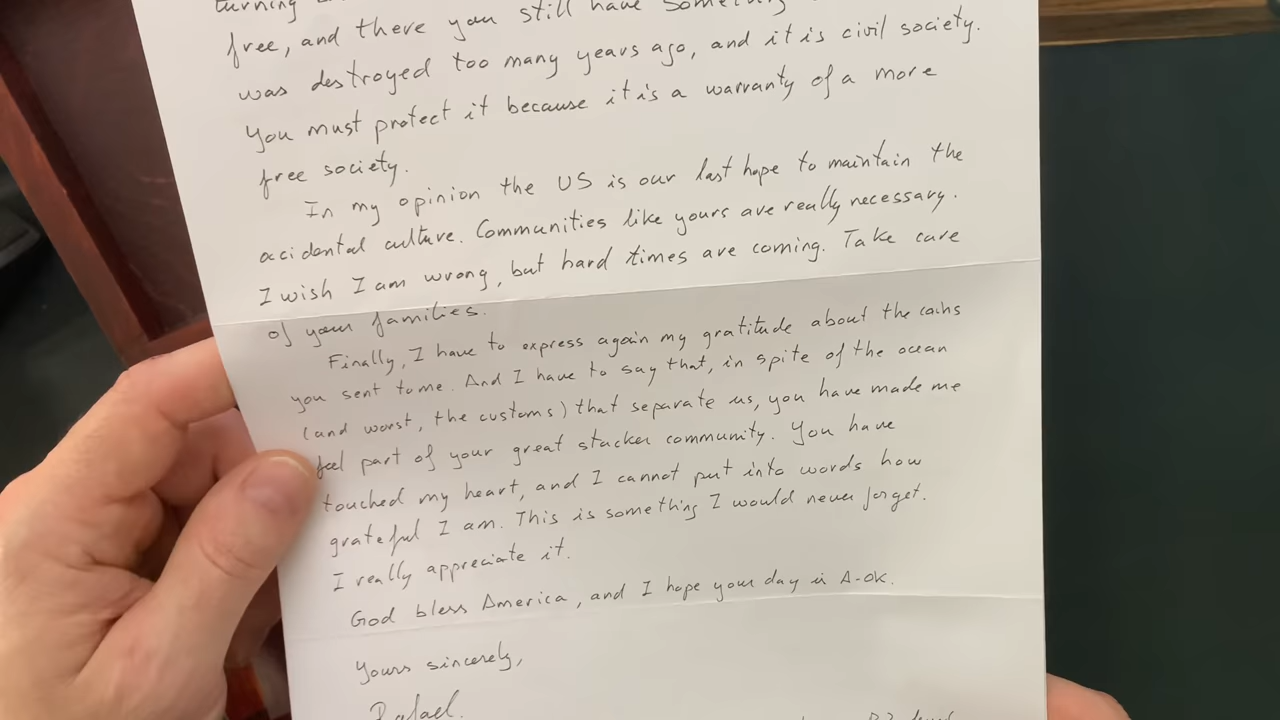 turning
free, and there you still have something
was destroyed too many years ago, and it is civil society.
You must protect it because it is a warranty of a more
free society.
In my opinion the US is our last hope to maintain the
accidental culture. Communities like yours are really necessary.
I wish I am wrong, but hard times are coming. Take care
of your families.
Finally, I have to express again my gratitude about the coins
you sent to me. And I have to say that, in spite of the ocean
(and worst, the customs) that separate us, you have made me
feel part of your great stacker community. You have
touched my heart, and I cannot put into words how
grateful I am. This is something I would never forget.
I really appreciate it.
God bless America, and I hope your day is A-OK.
Yours sincerely,
Rafael.